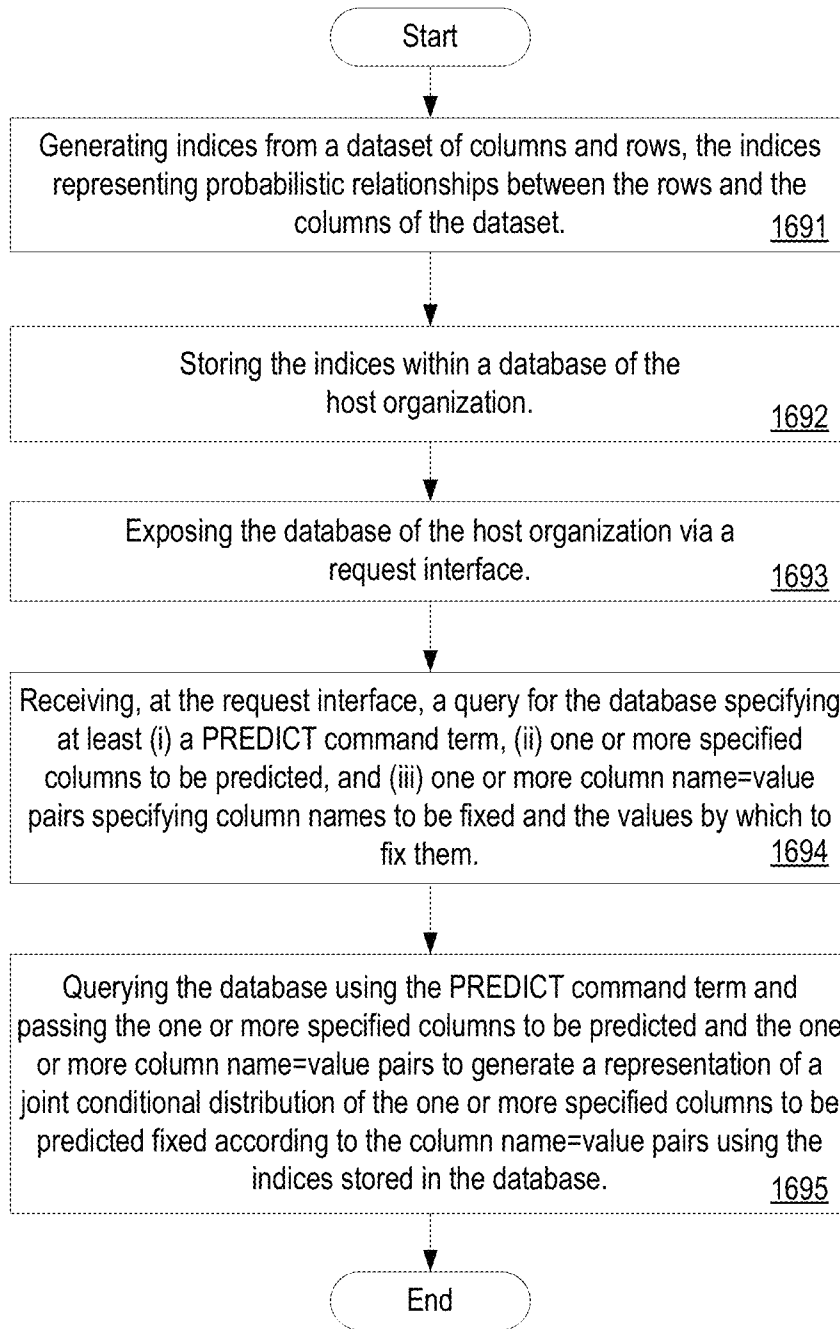 Start
Generating indices from a dataset of columns and rows, the indices
representing probabilistic relationships between the rows and the
columns of the dataset.
1691
Storing the indices within a database of the
host organization.
1692
Exposing the database of the host organization via a
request interface.
1693
Receiving, at the request interface, a query for the database specifying
at least (i) a PREDICT command term, (ii) one or more specified
columns to be predicted, and (iii) one or more column name=value
pairs specifying column names to be fixed and the values by which to
fix them.
1694
Querying the database using the PREDICT command term and
passing the one or more specified columns to be predicted and the one
or more column name=value pairs to generate a representation of a
joint conditional distribution of the one or more specified columns to be
predicted fixed according to the column name=value pairs using the
indices stored in the database.
1695
End